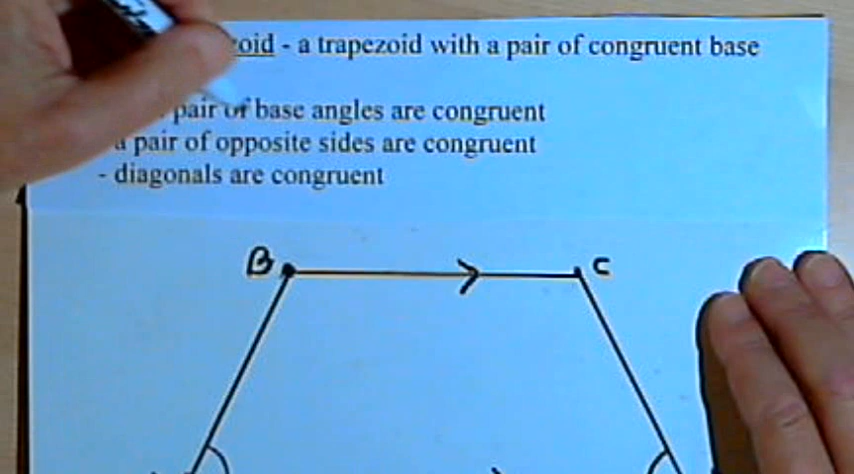 oid - a trapezoid with a pair of congruent base
pair of base angles are congruent
a pair of opposite sides are congruent
- diagonals are congruent
B C